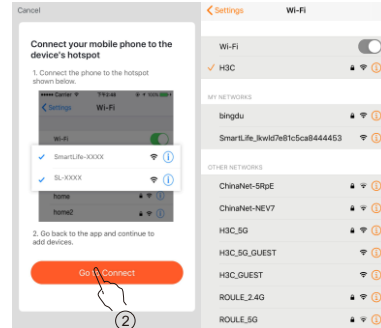 Cancel
Connect your mobile phone to the
device's hotspot
1. Connect the phone to the hotspot
shown below.
Settings Wi-Fi
Wi-Fi
SmartLife-XXXX
SL-XXXX
home
home2
2. Go back to the app and continue to
add devices.
Go to Connect
2
Settings Wi-Fi
Wi-Fi
H3C
MY NETWORKS
bingdu
SmartLife_lkwld7e81c5ca8444453
OTHER NETWORKS
ChinaNet-5RpE
ChinaNet-NEV7
H3C_5G
H3C_5G_GUEST
H3C_GUEST
ROULE_2.4G
ROULE_5G